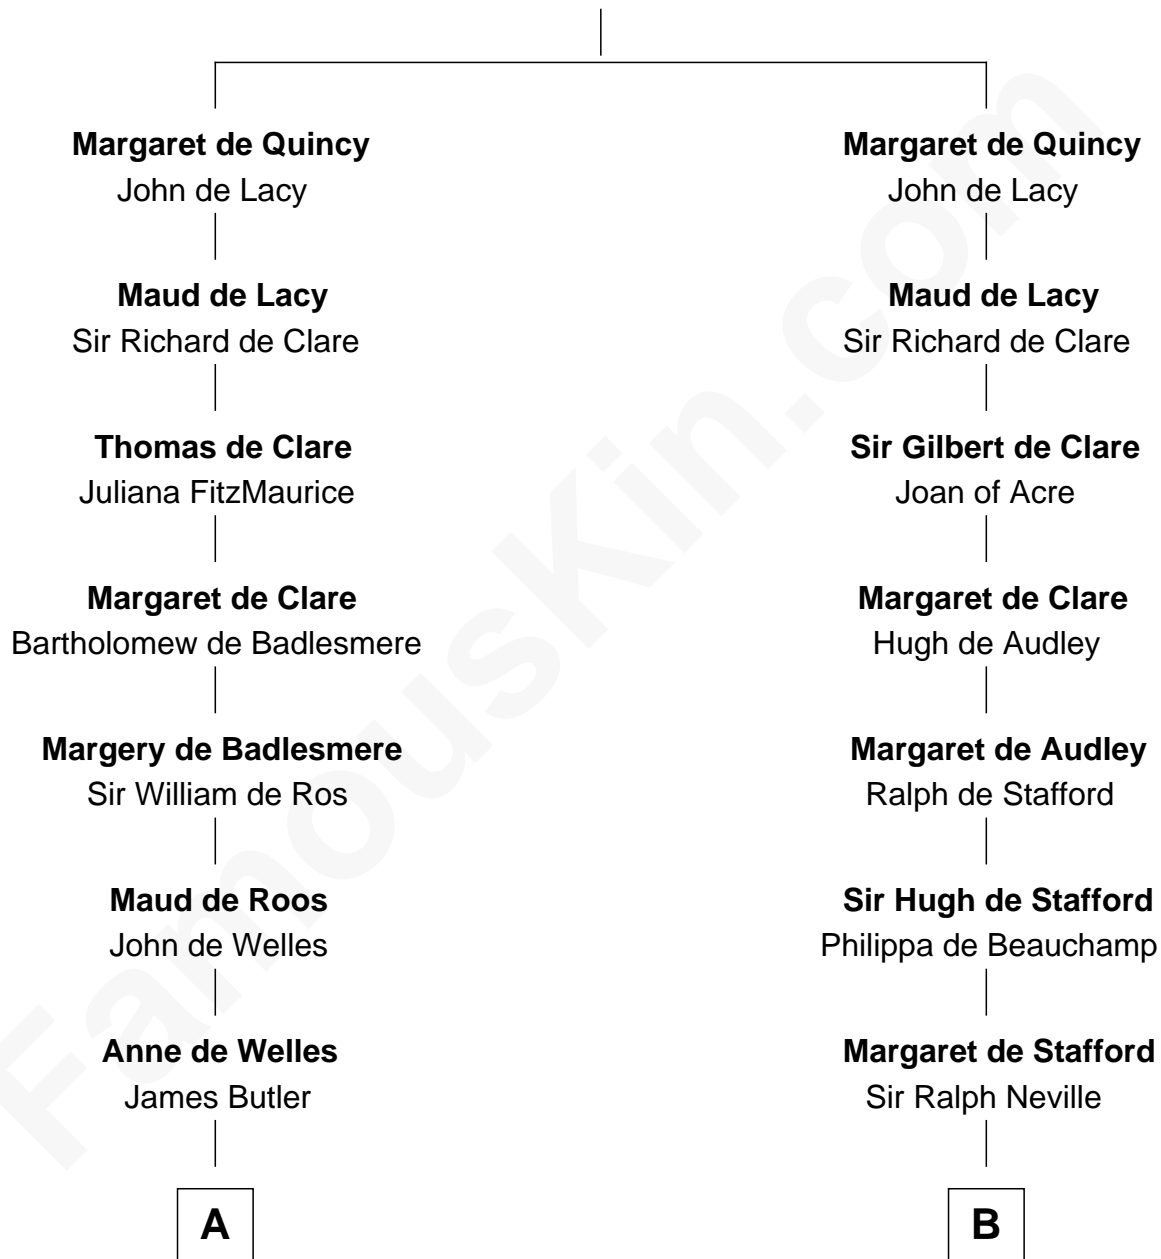 Margaret de Quincy
John de Lacy
Maud de Lacy
Sir Richard de Clare
Thomas de Clare
Juliana FitzMaurice
Margaret de Clare
Bartholomew de Badlesmere
Margery de Badlesmere
Sir William de Ros
Maud de Roos
John de Welles
Anne de Welles
James Butler
A
Margaret de Quincy
John de Lacy
Maud de Lacy
Sir Richard de Clare
Sir Gilbert de Clare
Joan of Acre
Margaret de Clare
Hugh de Audley
Margaret de Audley
Ralph de Stafford
Sir Hugh de Stafford
Philippa de Beauchamp
Margaret de Stafford
Sir Ralph Neville
B
FamousKin.com